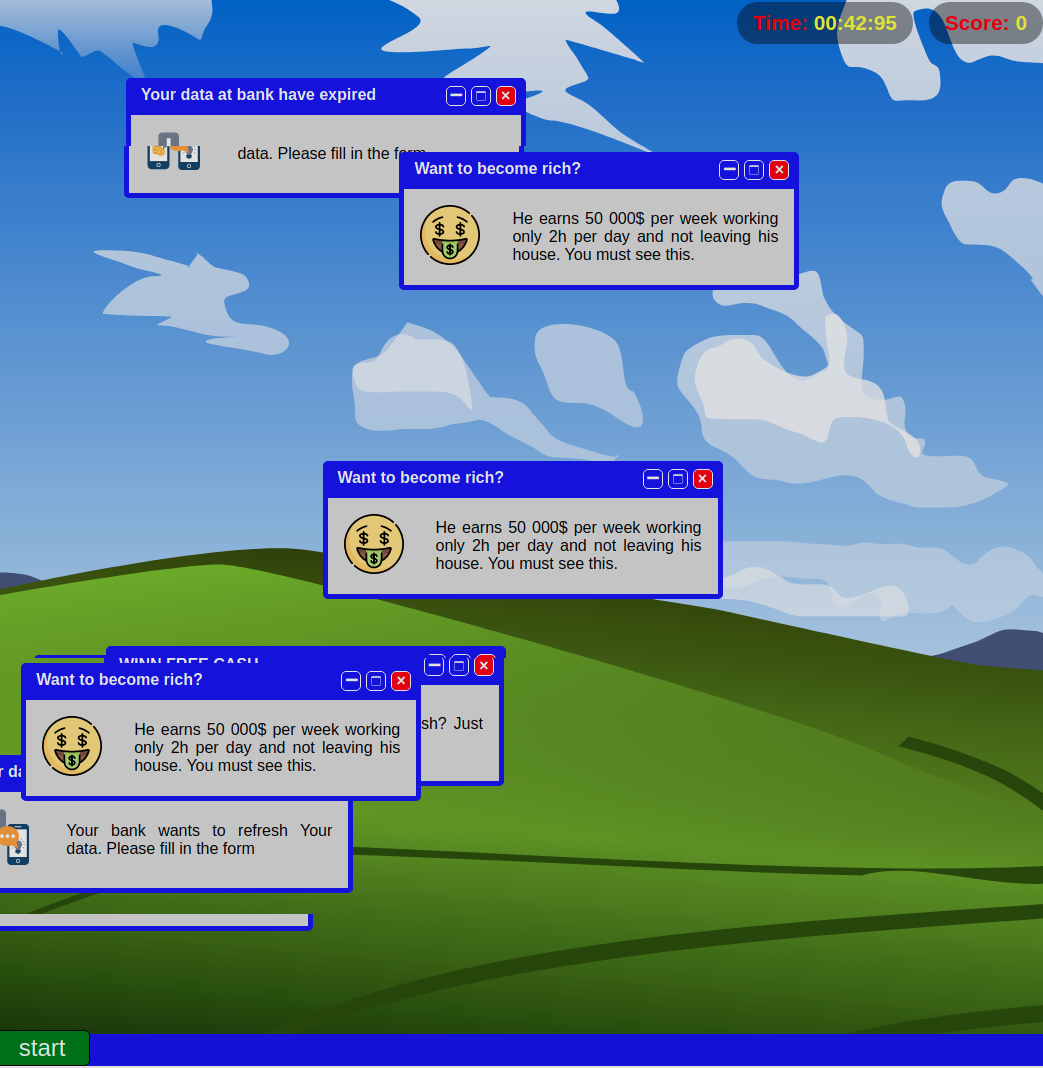 Time: 00:42:95
Score: 0
Your data at bank have expired
data. Please fill in the form
Want to become rich?
He earns 50 000$ per week working
only 2h per day and not leaving his
house. You must see this.
Want to become rich?
He earns 50 000$ per week working
only 2h per day and not leaving his
house. You must see this.
WINN FREE CASH
sh? Just
Want to become rich?
He earns 50 000$ per week working
only 2h per day and not leaving his
house. You must see this.
r da
Your bank wants to refresh Your
data. Please fill in the form
start